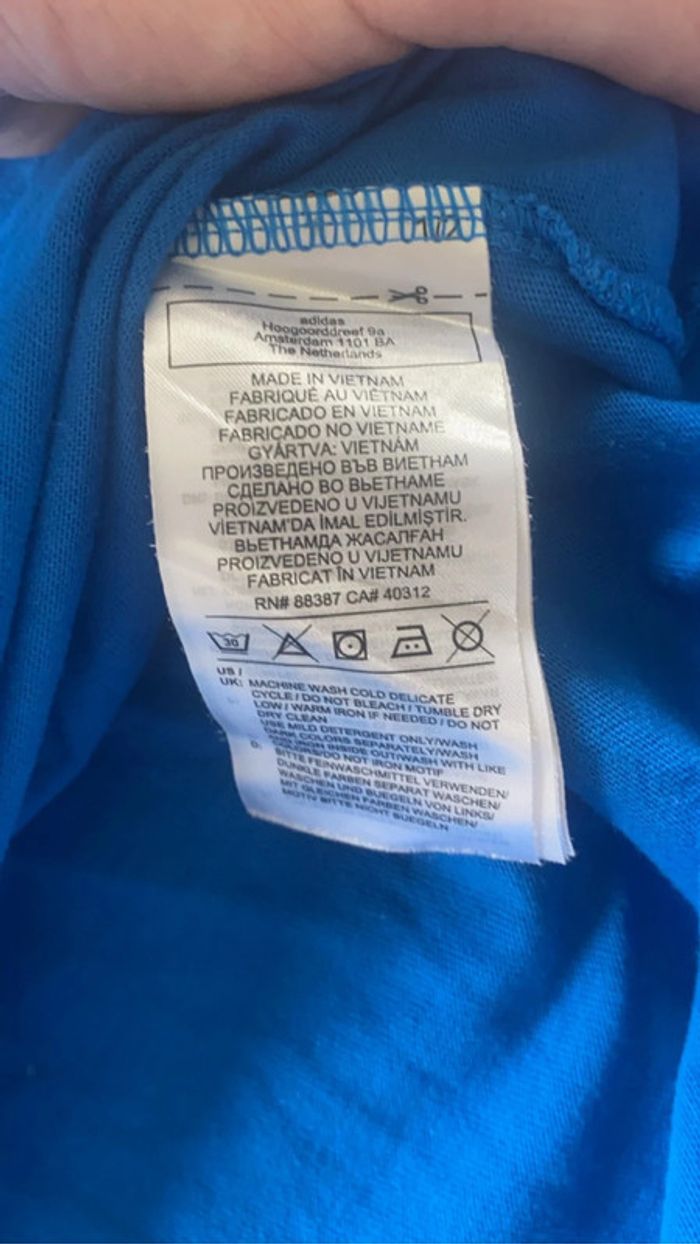 1/2
adidas
Hoogoorddreef 9a
Amsterdam 1101 BA
The Netherlands
MADE IN VIETNAM
FABRIQUÉ AU VIÊTNAM
FABRICADO EN VIETNAM
FABRICADO NO VIETNAME
GYÁRTVA: VIETNÁM
ПРОИЗВЕДЕНО ВЪВ ВИЕТНАМ
СДЕЛАНО ВО ВЬЕТНАМЕ
PROIZVEDENO U VIJETNAMU
VİETNAM'DA İMAL EDİLMİŞTİR.
ВЬЕТНАМДА ЖАСАЛҒАН
PROIZVEDENO U VIJETNAMU
FABRICAT ÎN VIETNAM
RN# 88387 CA# 40312
30
US /
UK: MACHINE WASH COLD DELICATE
CYCLE / DO NOT BLEACH / TUMBLE DRY
LOW / WARM IRON IF NEEDED / DO NOT
DRY CLEAN
USE MILD DETERGENT ONLY/WASH
DARK COLORS SEPARATELY/WASH
AND IRON INSIDE OUT/WASH WITH LIKE
COLORS/DO NOT IRON MOTIF
D: BITTE FEINWASCHMITTEL VERWENDEN/
DUNKLE FARBEN SEPARAT WASCHEN/
WASCHEN UND BUEGELN VON LINKS/
MIT GLEICHEN FARBEN WASCHEN/
MOTIV BITTE NICHT BUEGELN